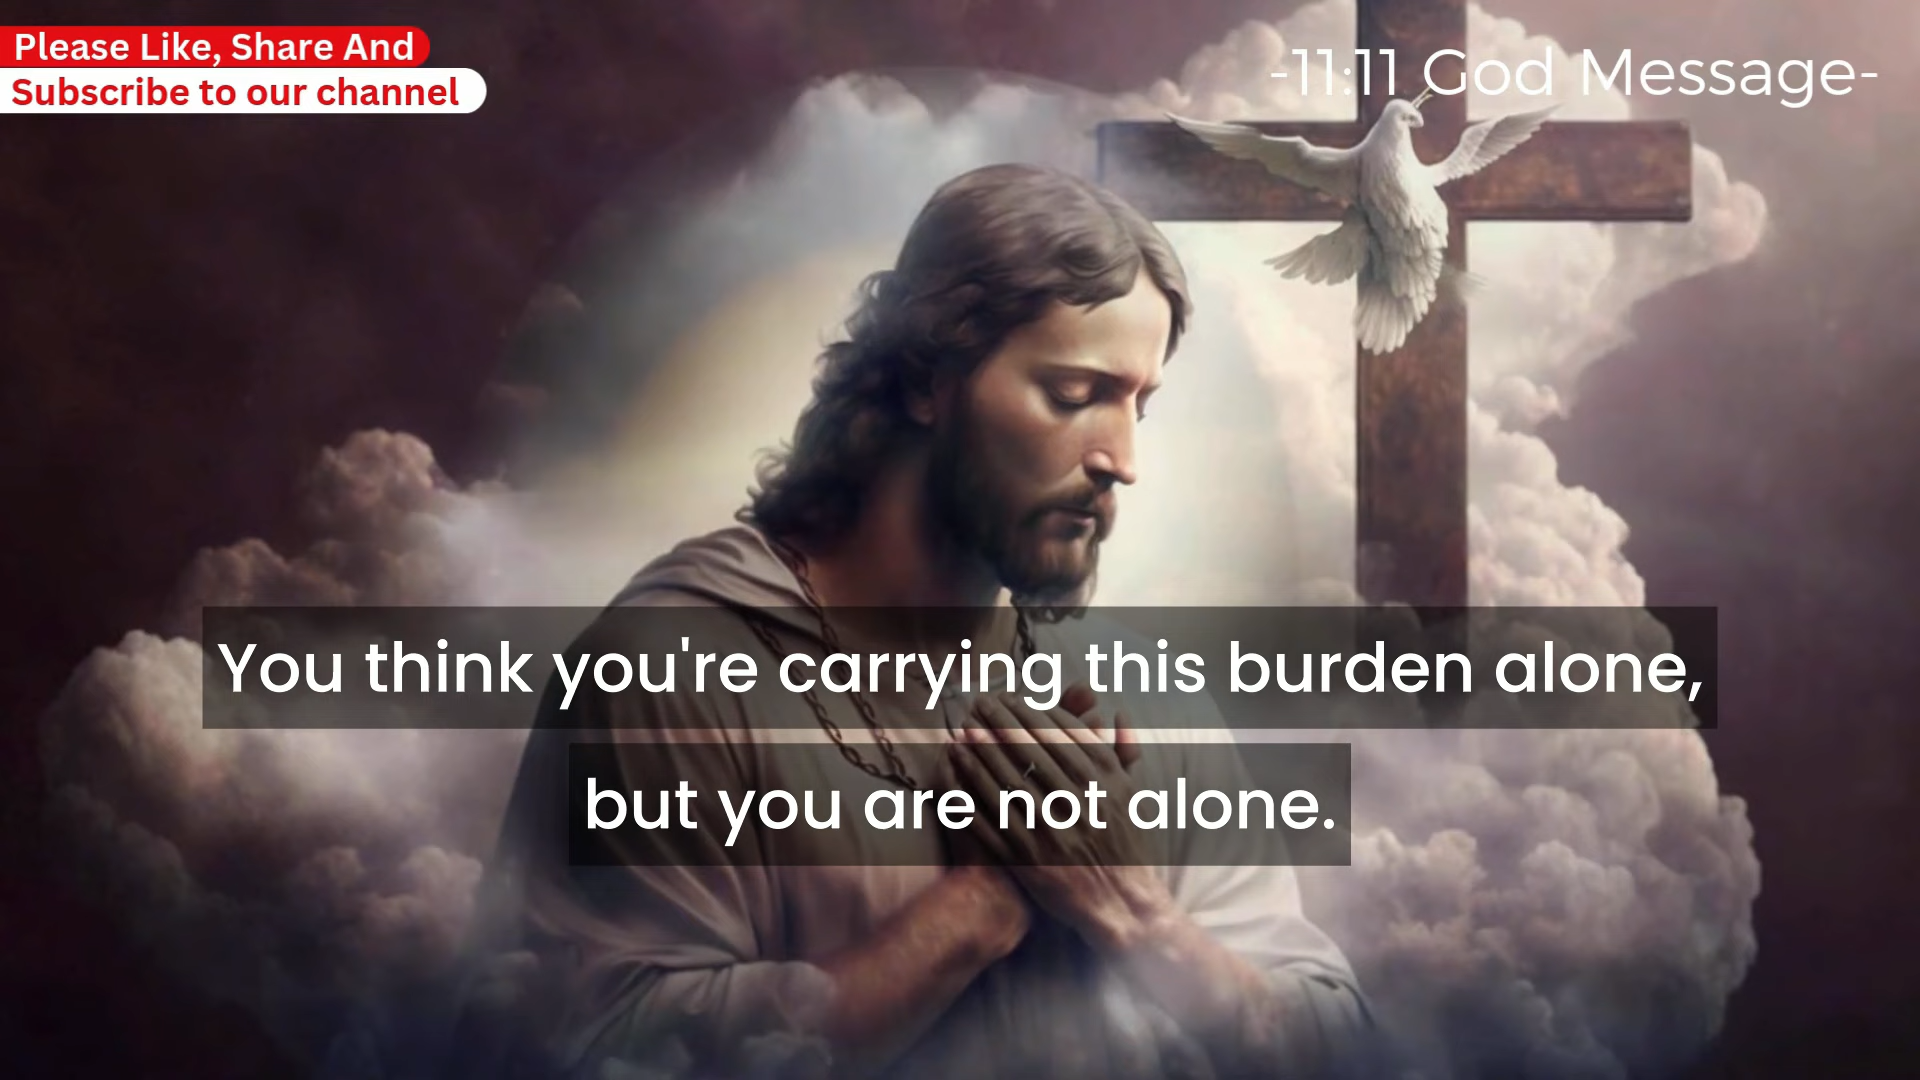 Please Like, Share And
Subscribe to our channel
-11:11 God Message-
You think you're carrying this burden alone,
but you are not alone.